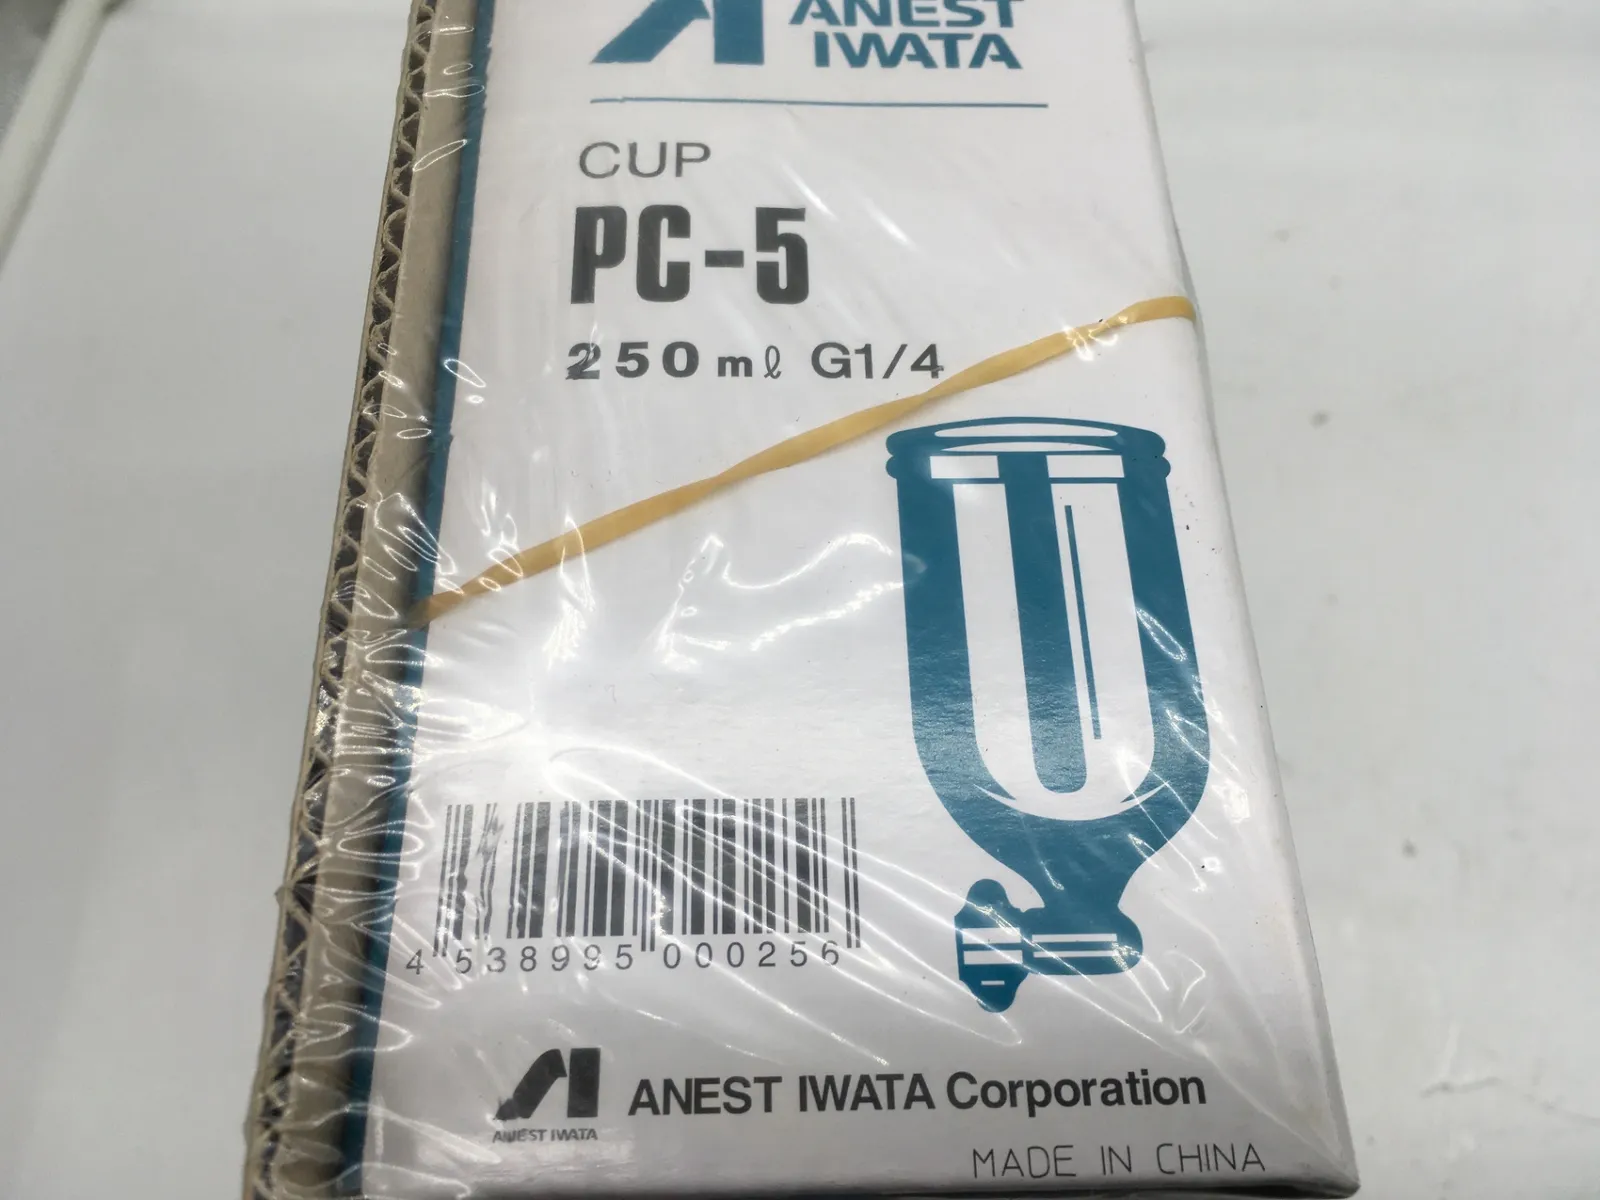 ANEST
IWATA
CUP
PC-5
250ml G1/4
4 538995 000256
ANEST IWATA
ANEST IWATA Corporation
MADE IN CHINA